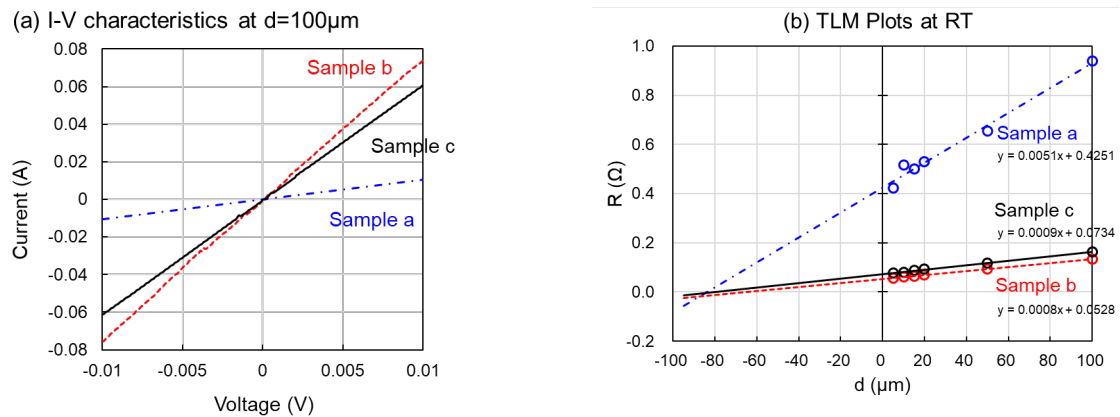 (a) I-V characteristics at d=100μm
0.08
0.06
0.04
0.02
0
-0.02
-0.04
-0.06
-0.08
-0.01
-0.005
0
0.005
0.01
Current (A)
Voltage (V)
Sample b
Sample c
Sample a
(b) TLM Plots at RT
1.0
0.8
0.6
0.4
0.2
0.0
-0.2
-100
-80
-60
-40
-20
0
20
40
60
80
100
R (Ω)
d (μm)
Sample a
y = 0.0051x + 0.4251
Sample c
y = 0.0009x + 0.0734
Sample b
y = 0.0008x + 0.0528